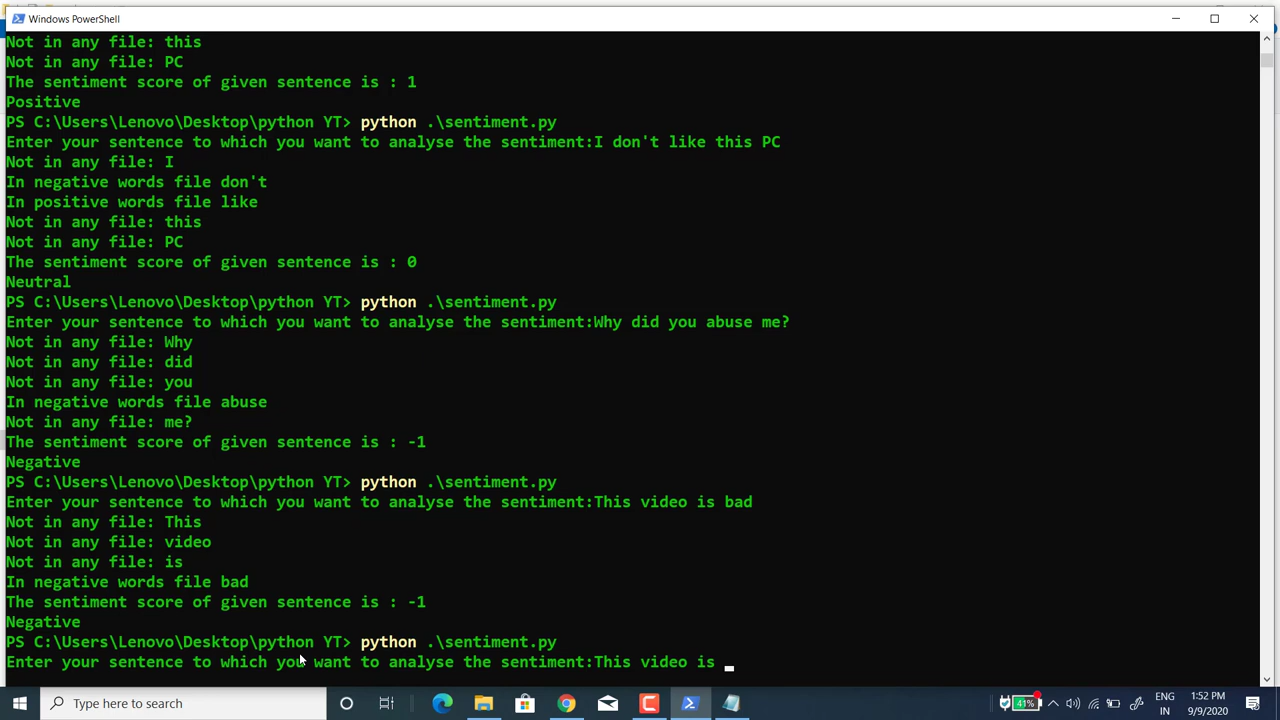 Windows PowerShell
Not in any file: this
Not in any file: PC
The sentiment score of given sentence is : 1
Positive
PS C:\Users\Lenovo\Desktop\python YT> python .\sentiment.py
Enter your sentence to which you want to analyse the sentiment:I don't like this PC
Not in any file: I
In negative words file don't
In positive words file like
Not in any file: this
Not in any file: PC
The sentiment score of given sentence is : 0
Neutral
PS C:\Users\Lenovo\Desktop\python YT> python .\sentiment.py
Enter your sentence to which you want to analyse the sentiment:Why did you abuse me?
Not in any file: Why
Not in any file: did
Not in any file: you
In negative words file abuse
Not in any file: me?
The sentiment score of given sentence is : -1
Negative
PS C:\Users\Lenovo\Desktop\python YT> python .\sentiment.py
Enter your sentence to which you want to analyse the sentiment:This video is bad
Not in any file: This
Not in any file: video
Not in any file: is
In negative words file bad
The sentiment score of given sentence is : -1
Negative
PS C:\Users\Lenovo\Desktop\python YT> python .\sentiment.py
Enter your sentence to which you want to analyse the sentiment:This video is
Type here to search
41%
ENG
IN
1:52 PM
9/9/2020